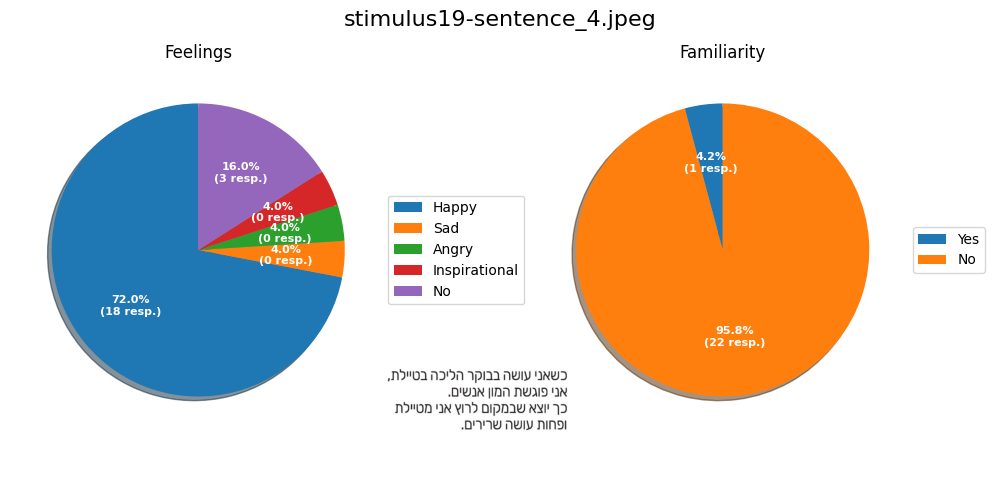 stimulus19-sentence_4.jpeg
Feelings
16.0%
(3 resp.)
4.0%
(0 resp.)
4.0%
(0 resp.)
4.0%
(0 resp.)
72.0%
(18 resp.)
Happy
Sad
Angry
Inspirational
No
Familiarity
4.2%
(1 resp.)
95.8%
(22 resp.)
Yes
No
כשאני עושה בבוקר הליכה בטיילת,
אני פוגשת המון אנשים.
כך יוצא שבמקום לרוץ אני מטיילת
ופחות עושה שרירים.